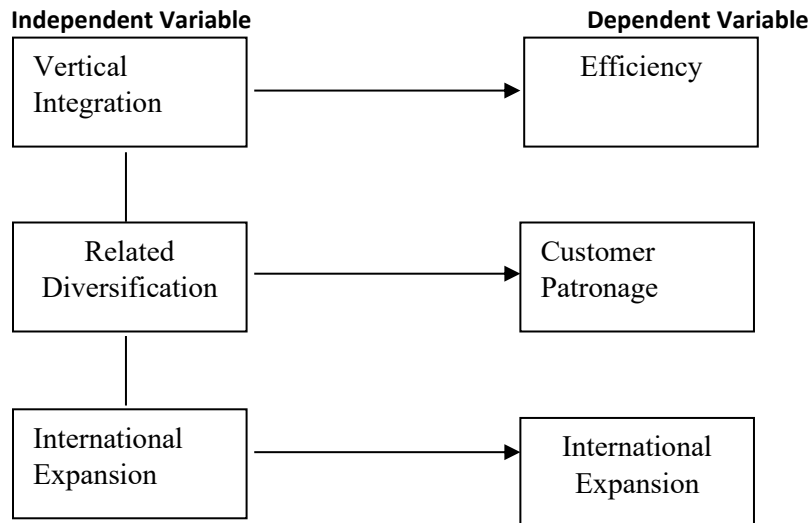 Independent Variable
Dependent Variable
Vertical
Integration
Efficiency
Related
Diversification
Customer
Patronage
International
Expansion
International
Expansion